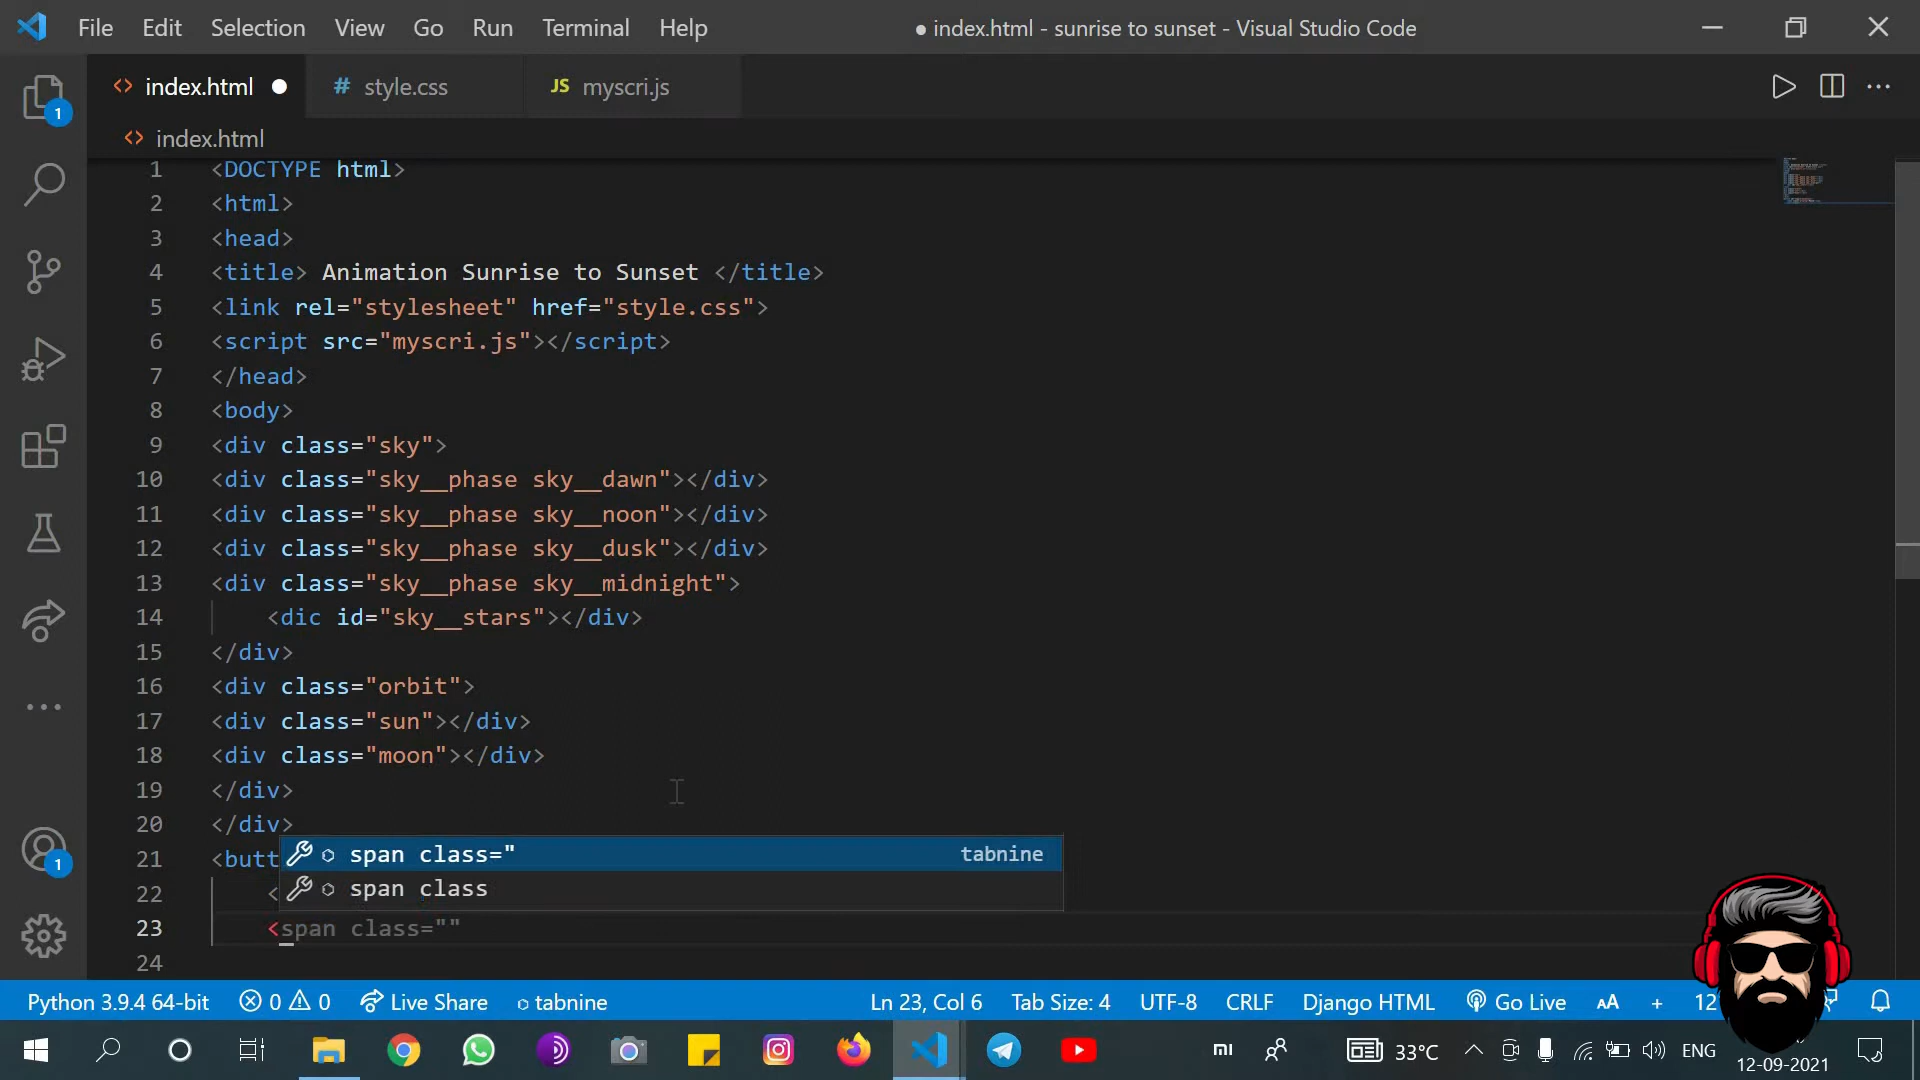 File Edit Selection View Go Run Terminal Help ● index.html - sunrise to sunset - Visual Studio Code
<> index.html ● # style.css JS myscri.js
1
<> index.html
1 <DOCTYPE html>
2 <html>
3 <head>
4 <title> Animation Sunrise to Sunset </title>
5 <link rel="stylesheet" href="style.css">
6 <script src="myscri.js"></script>
7 </head>
8 <body>
9 <div class="sky">
10 <div class="sky__phase sky__dawn"></div>
11 <div class="sky__phase sky__noon"></div>
12 <div class="sky__phase sky__dusk"></div>
13 <div class="sky__phase sky__midnight">
14 <dic id="sky__stars"></div>
15 </div>
16 <div class="orbit">
17 <div class="sun"></div>
18 <div class="moon"></div>
19 </div>
20 </div>
21 <butt
span class=" tabnine
22 <
span class
23 <span class=""
24
1
Python 3.9.4 64-bit 0 0 Live Share tabnine Ln 23, Col 6 Tab Size: 4 UTF-8 CRLF Django HTML Go Live AA +
mi 33°C ENG
12-09-2021